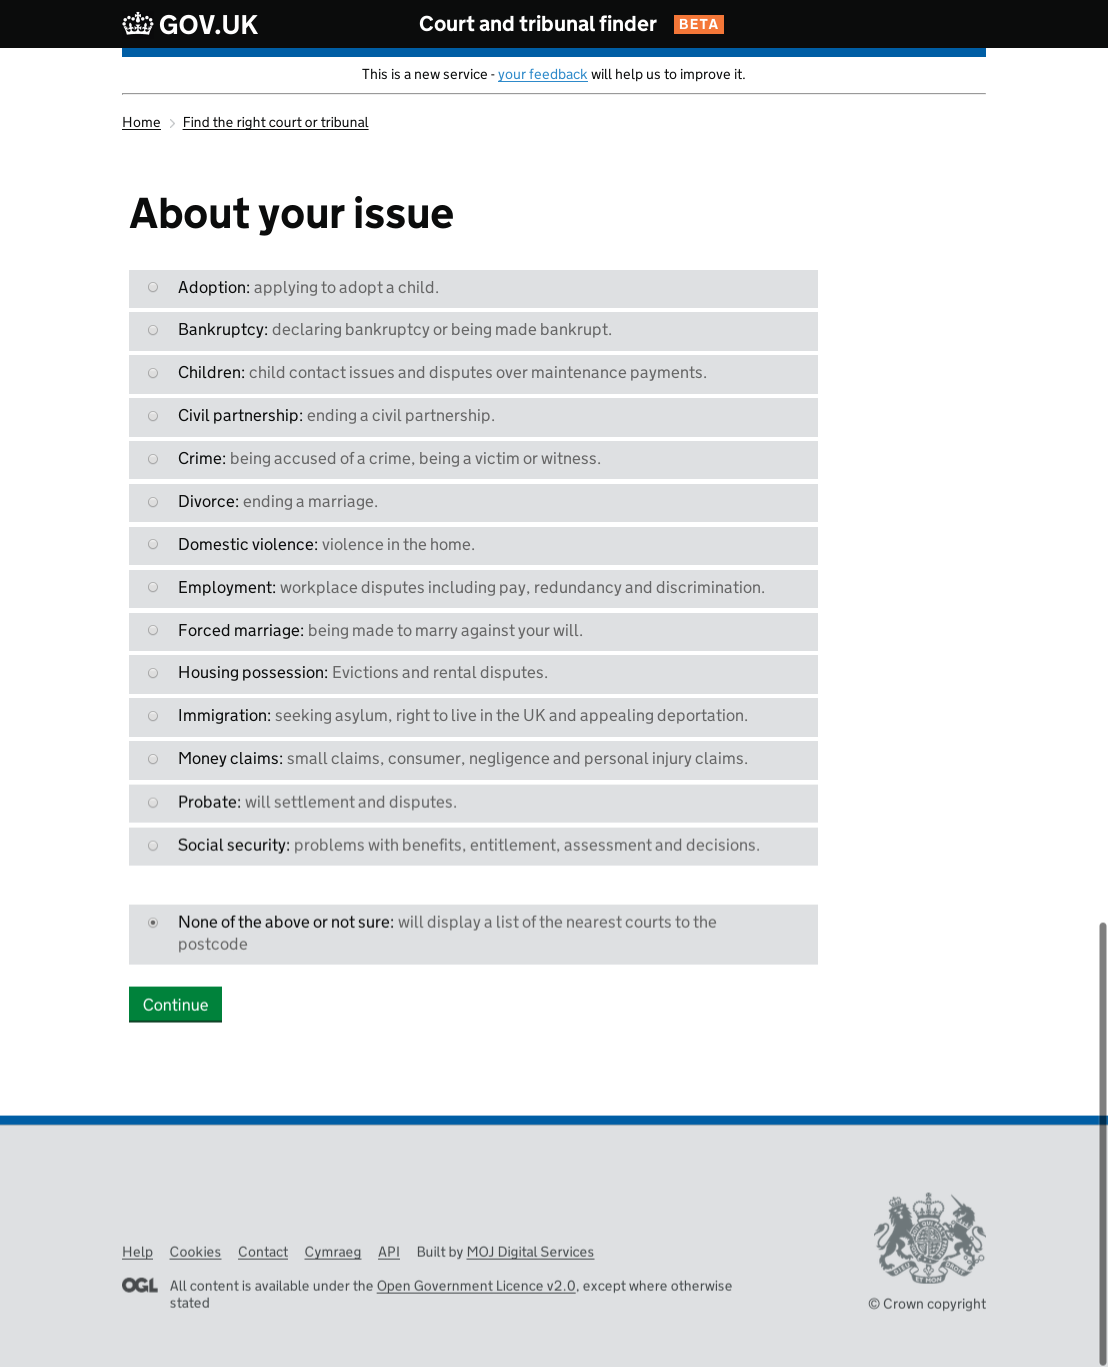 GOV.UK Court and tribunal finder BETA
This is a new service - your feedback will help us to improve it.
Home Find the right court or tribunal
About your issue
Adoption: applying to adopt a child.
Bankruptcy: declaring bankruptcy or being made bankrupt.
Children: child contact issues and disputes over maintenance payments.
Civil partnership: ending a civil partnership.
Crime: being accused of a crime, being a victim or witness.
Divorce: ending a marriage.
Domestic violence: violence in the home.
Employment: workplace disputes including pay, redundancy and discrimination.
Forced marriage: being made to marry against your will.
Housing possession: Evictions and rental disputes.
Immigration: seeking asylum, right to live in the UK and appealing deportation.
Money claims: small claims, consumer, negligence and personal injury claims.
Probate: will settlement and disputes.
Social security: problems with benefits, entitlement, assessment and decisions.
None of the above or not sure: will display a list of the nearest courts to the
postcode
Continue
Help Cookies Contact Cymraeg API Built by MOJ Digital Services
OGL All content is available under the Open Government Licence v2.0, except where otherwise
stated
© Crown copyright